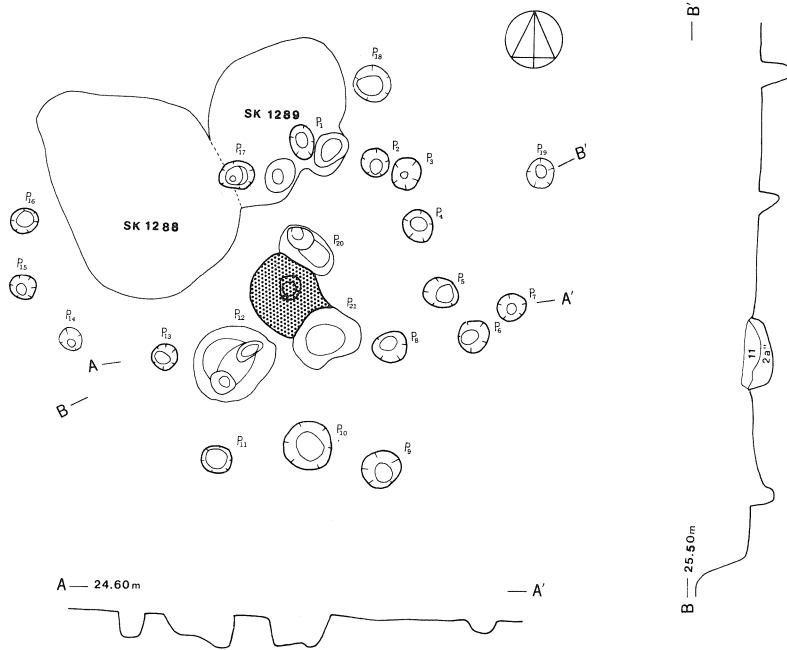 P18
SK 1289
P1
P17
P2
P3
P19
B'
P16
SK 1288
P4
P20
P15
P5
P7
A'
P21
P14
P12
P13
P8
P6
A
B
P11
P10
P9
A
24.60m
A'
B'
11
2a"
25.50m
B